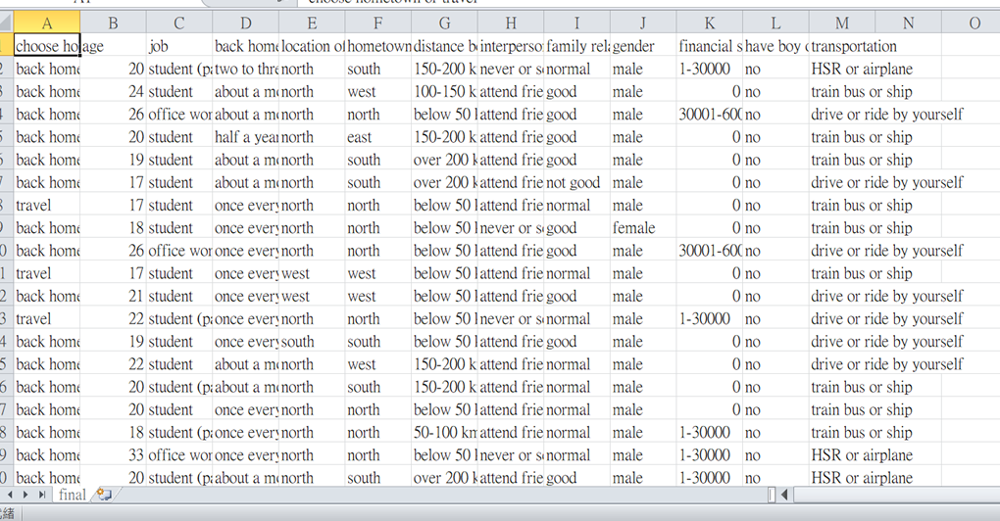 A B C D E F G H I J K L M N O
choose ho age job back home location of hometown distance b interperso family rela gender financial s have boy o transportation
2 back home 20 student (pa two to thre north south 150-200 k never or se normal male 1-30000 no HSR or airplane
3 back home 24 student about a mo north west 100-150 k attend frie good male 0 no train bus or ship
4 back home 26 office wor about a mo north north below 50 l attend frie good male 30001-600 no drive or ride by yourself
5 back home 20 student half a year north east 150-200 k attend frie good male 0 no train bus or ship
6 back home 19 student about a mo north south over 200 k attend frie good male 0 no train bus or ship
7 back home 17 student about a mo north south over 200 k attend frie not good male 0 no drive or ride by yourself
8 travel 17 student once every north north below 50 l attend frie normal male 0 no train bus or ship
9 back home 18 student once every north north below 50 l never or se good female 0 no train bus or ship
0 back home 26 office wor once every north north below 50 l attend frie good male 30001-600 no drive or ride by yourself
1 travel 17 student once every west west below 50 l attend frie normal male 0 no train bus or ship
2 back home 21 student once every west west below 50 l attend frie good male 0 no drive or ride by yourself
3 travel 22 student (pa once every north north below 50 l never or se normal male 1-30000 no drive or ride by yourself
4 back home 19 student once every south south below 50 l attend frie good male 0 no drive or ride by yourself
5 back home 22 student about a mo north west 150-200 k attend frie normal male 0 no drive or ride by yourself
6 back home 20 student (pa about a mo north south 150-200 k attend frie normal male 0 no train bus or ship
7 back home 20 student once every north north below 50 l attend frie normal male 0 no train bus or ship
8 back home 18 student (pa once every north north 50-100 km attend frie normal male 1-30000 no train bus or ship
9 back home 33 office wor once every north north below 50 l never or se normal male 1-30000 no HSR or airplane
0 back home 20 student (pa about a mo north south over 200 k attend frie good male 1-30000 no HSR or airplane
final